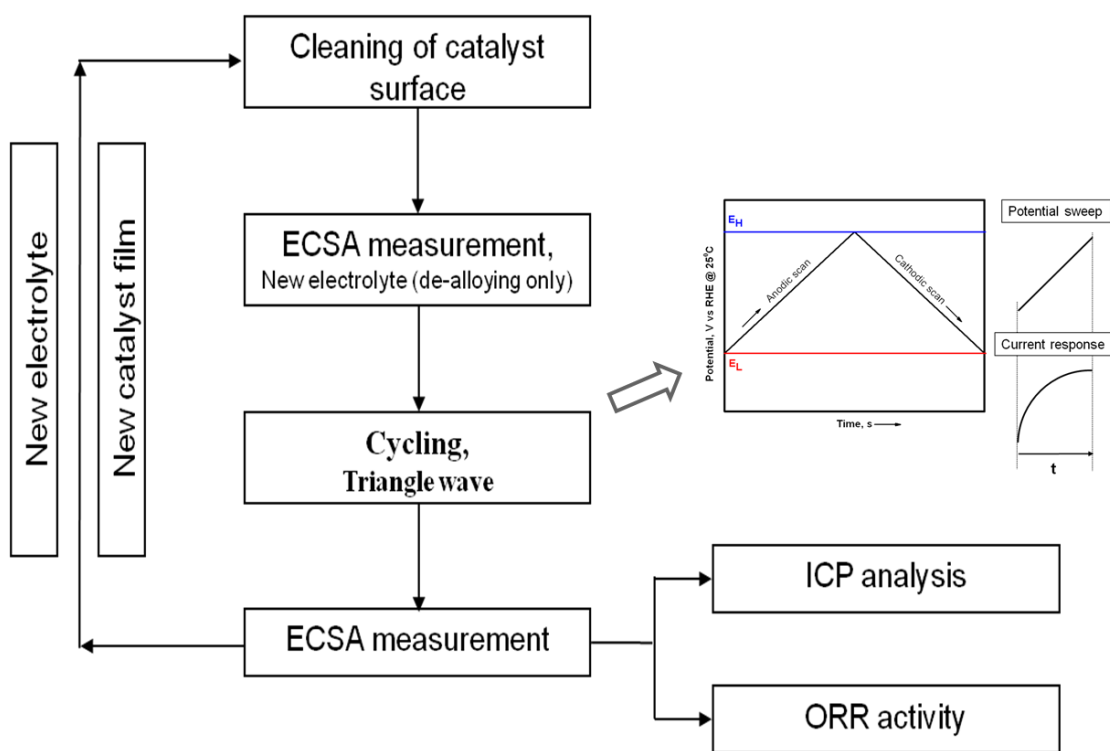 Cleaning of catalyst
surface
New electrolyte
New catalyst film
ECSA measurement,
New electrolyte (de-alloying only)
Cycling,
Triangle wave
ECSA measurement
ICP analysis
ORR activity
Potential, V vs RHE @ 25°C
E_H
Anodic scan
Cathodic scan
E_L
Time, s
Potential sweep
Current response
t